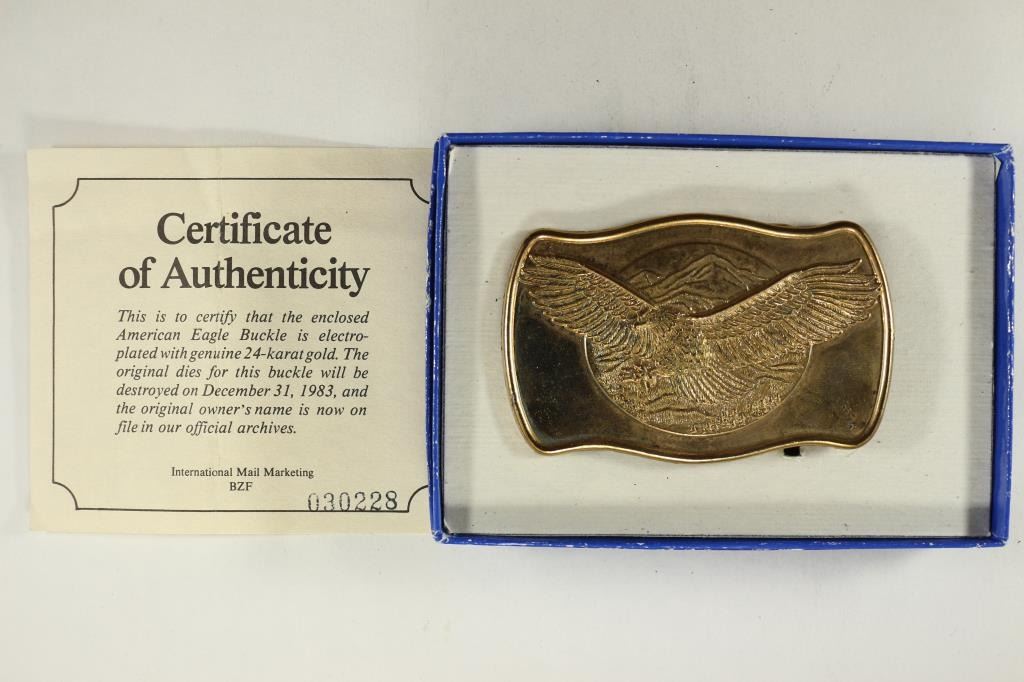 Certificate
of Authenticity
This is to certify that the enclosed
American Eagle Buckle is electro-
plated with genuine 24-karat gold. The
original dies for this buckle will be
destroyed on December 31, 1983, and
the original owner's name is now on
file in our official archives.
International Mail Marketing
BZF
030228